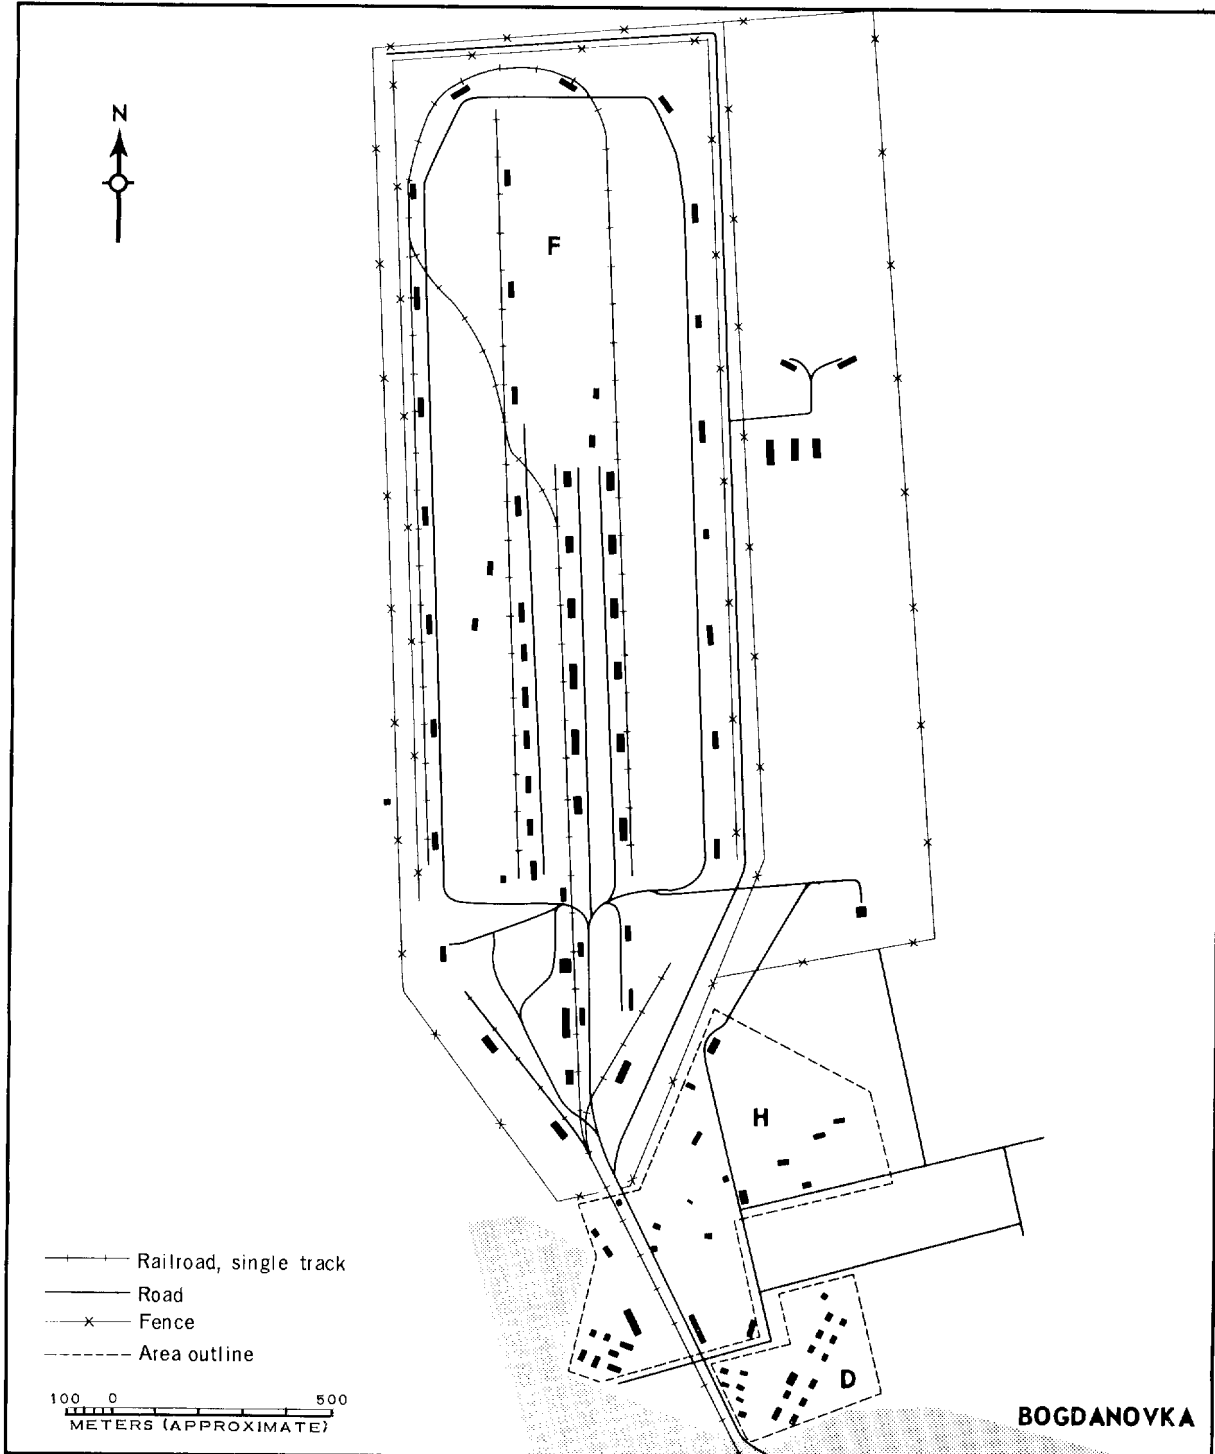 N
F
H
Railroad, single track
Road
Fence
Area outline
D
100 0 500
METERS (APPROXIMATE)
BOGDANOVKA